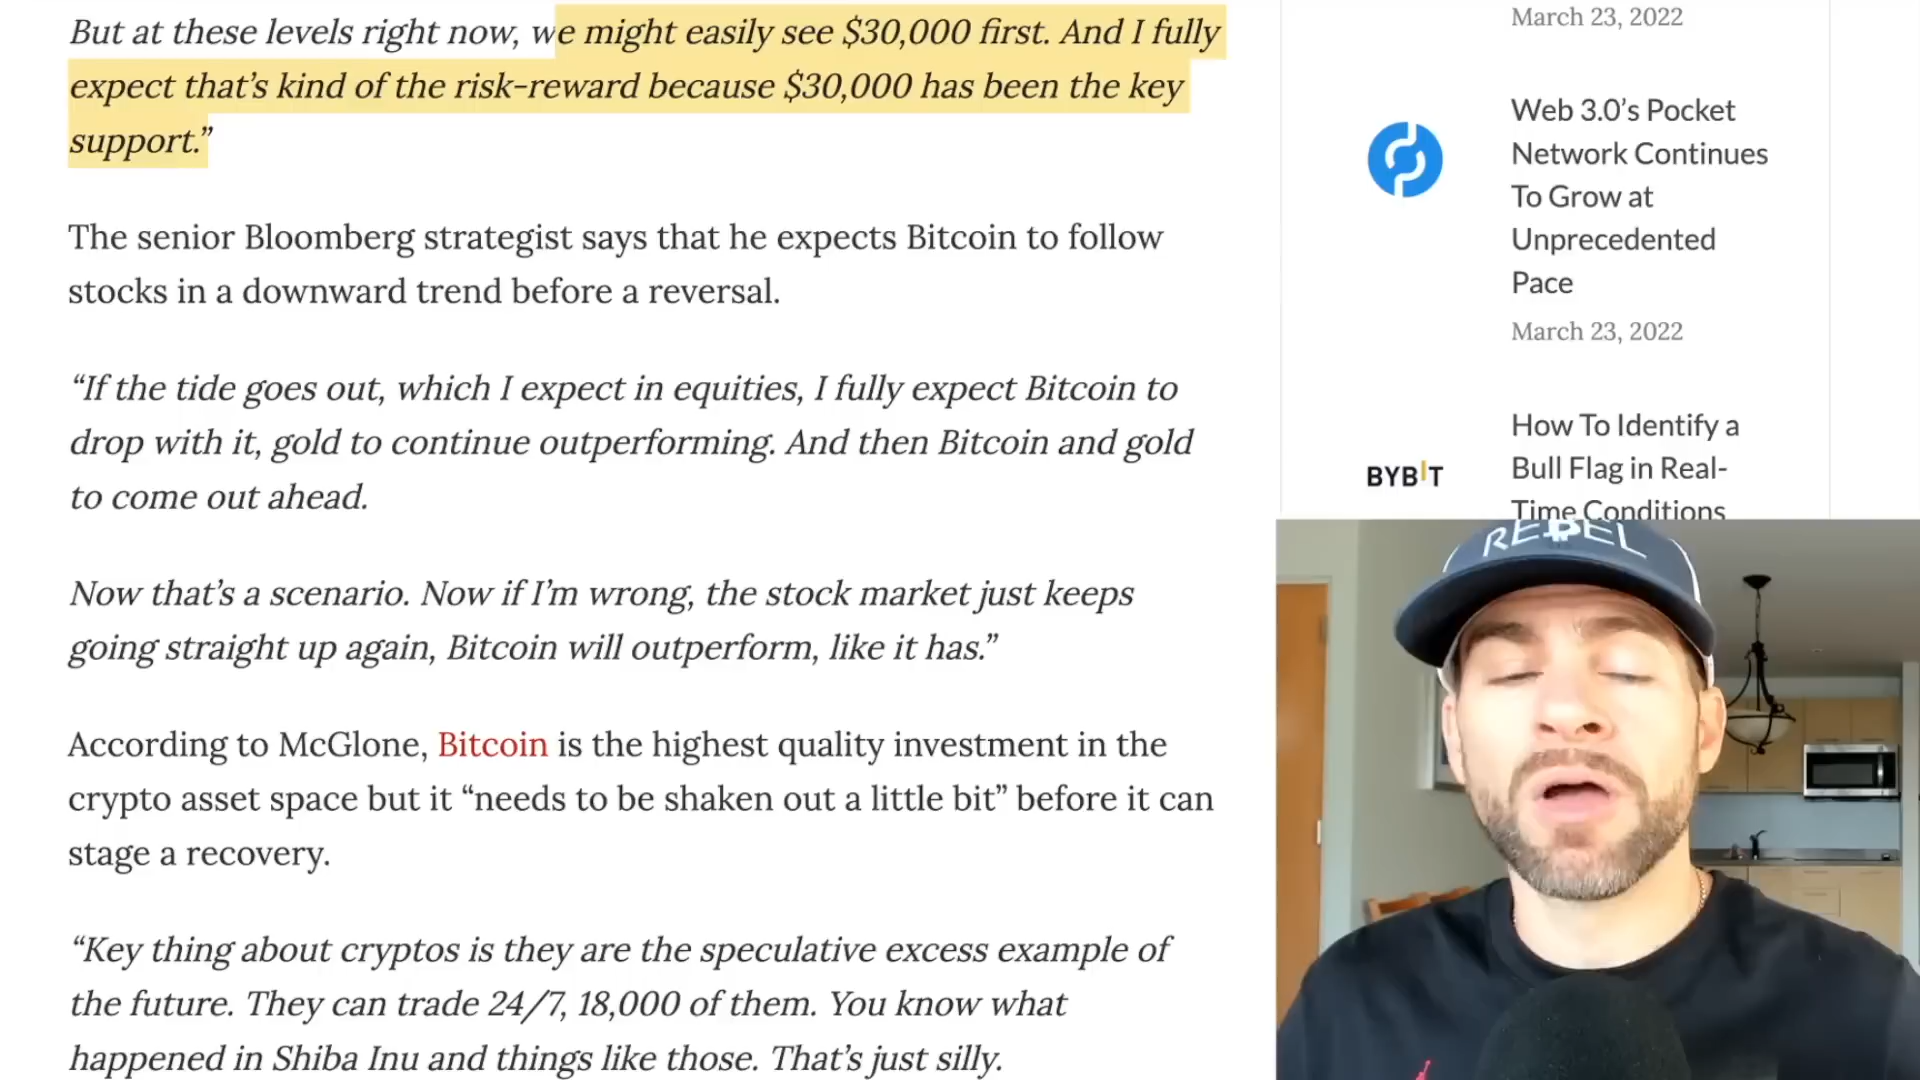 But at these levels right now, we might easily see $30,000 first. And I fully
expect that’s kind of the risk-reward because $30,000 has been the key
support.”
The senior Bloomberg strategist says that he expects Bitcoin to follow
stocks in a downward trend before a reversal.
“If the tide goes out, which I expect in equities, I fully expect Bitcoin to
drop with it, gold to continue outperforming. And then Bitcoin and gold
to come out ahead.
Now that’s a scenario. Now if I’m wrong, the stock market just keeps
going straight up again, Bitcoin will outperform, like it has.”
According to McGlone, Bitcoin is the highest quality investment in the
crypto asset space but it “needs to be shaken out a little bit” before it can
stage a recovery.
“Key thing about cryptos is they are the speculative excess example of
the future. They can trade 24/7, 18,000 of them. You know what
happened in Shiba Inu and things like those. That’s just silly.
March 23, 2022
Web 3.0’s Pocket
Network Continues
To Grow at
Unprecedented
Pace
March 23, 2022
BYBIT
How To Identify a
Bull Flag in Real-
Time Conditions
REBEL